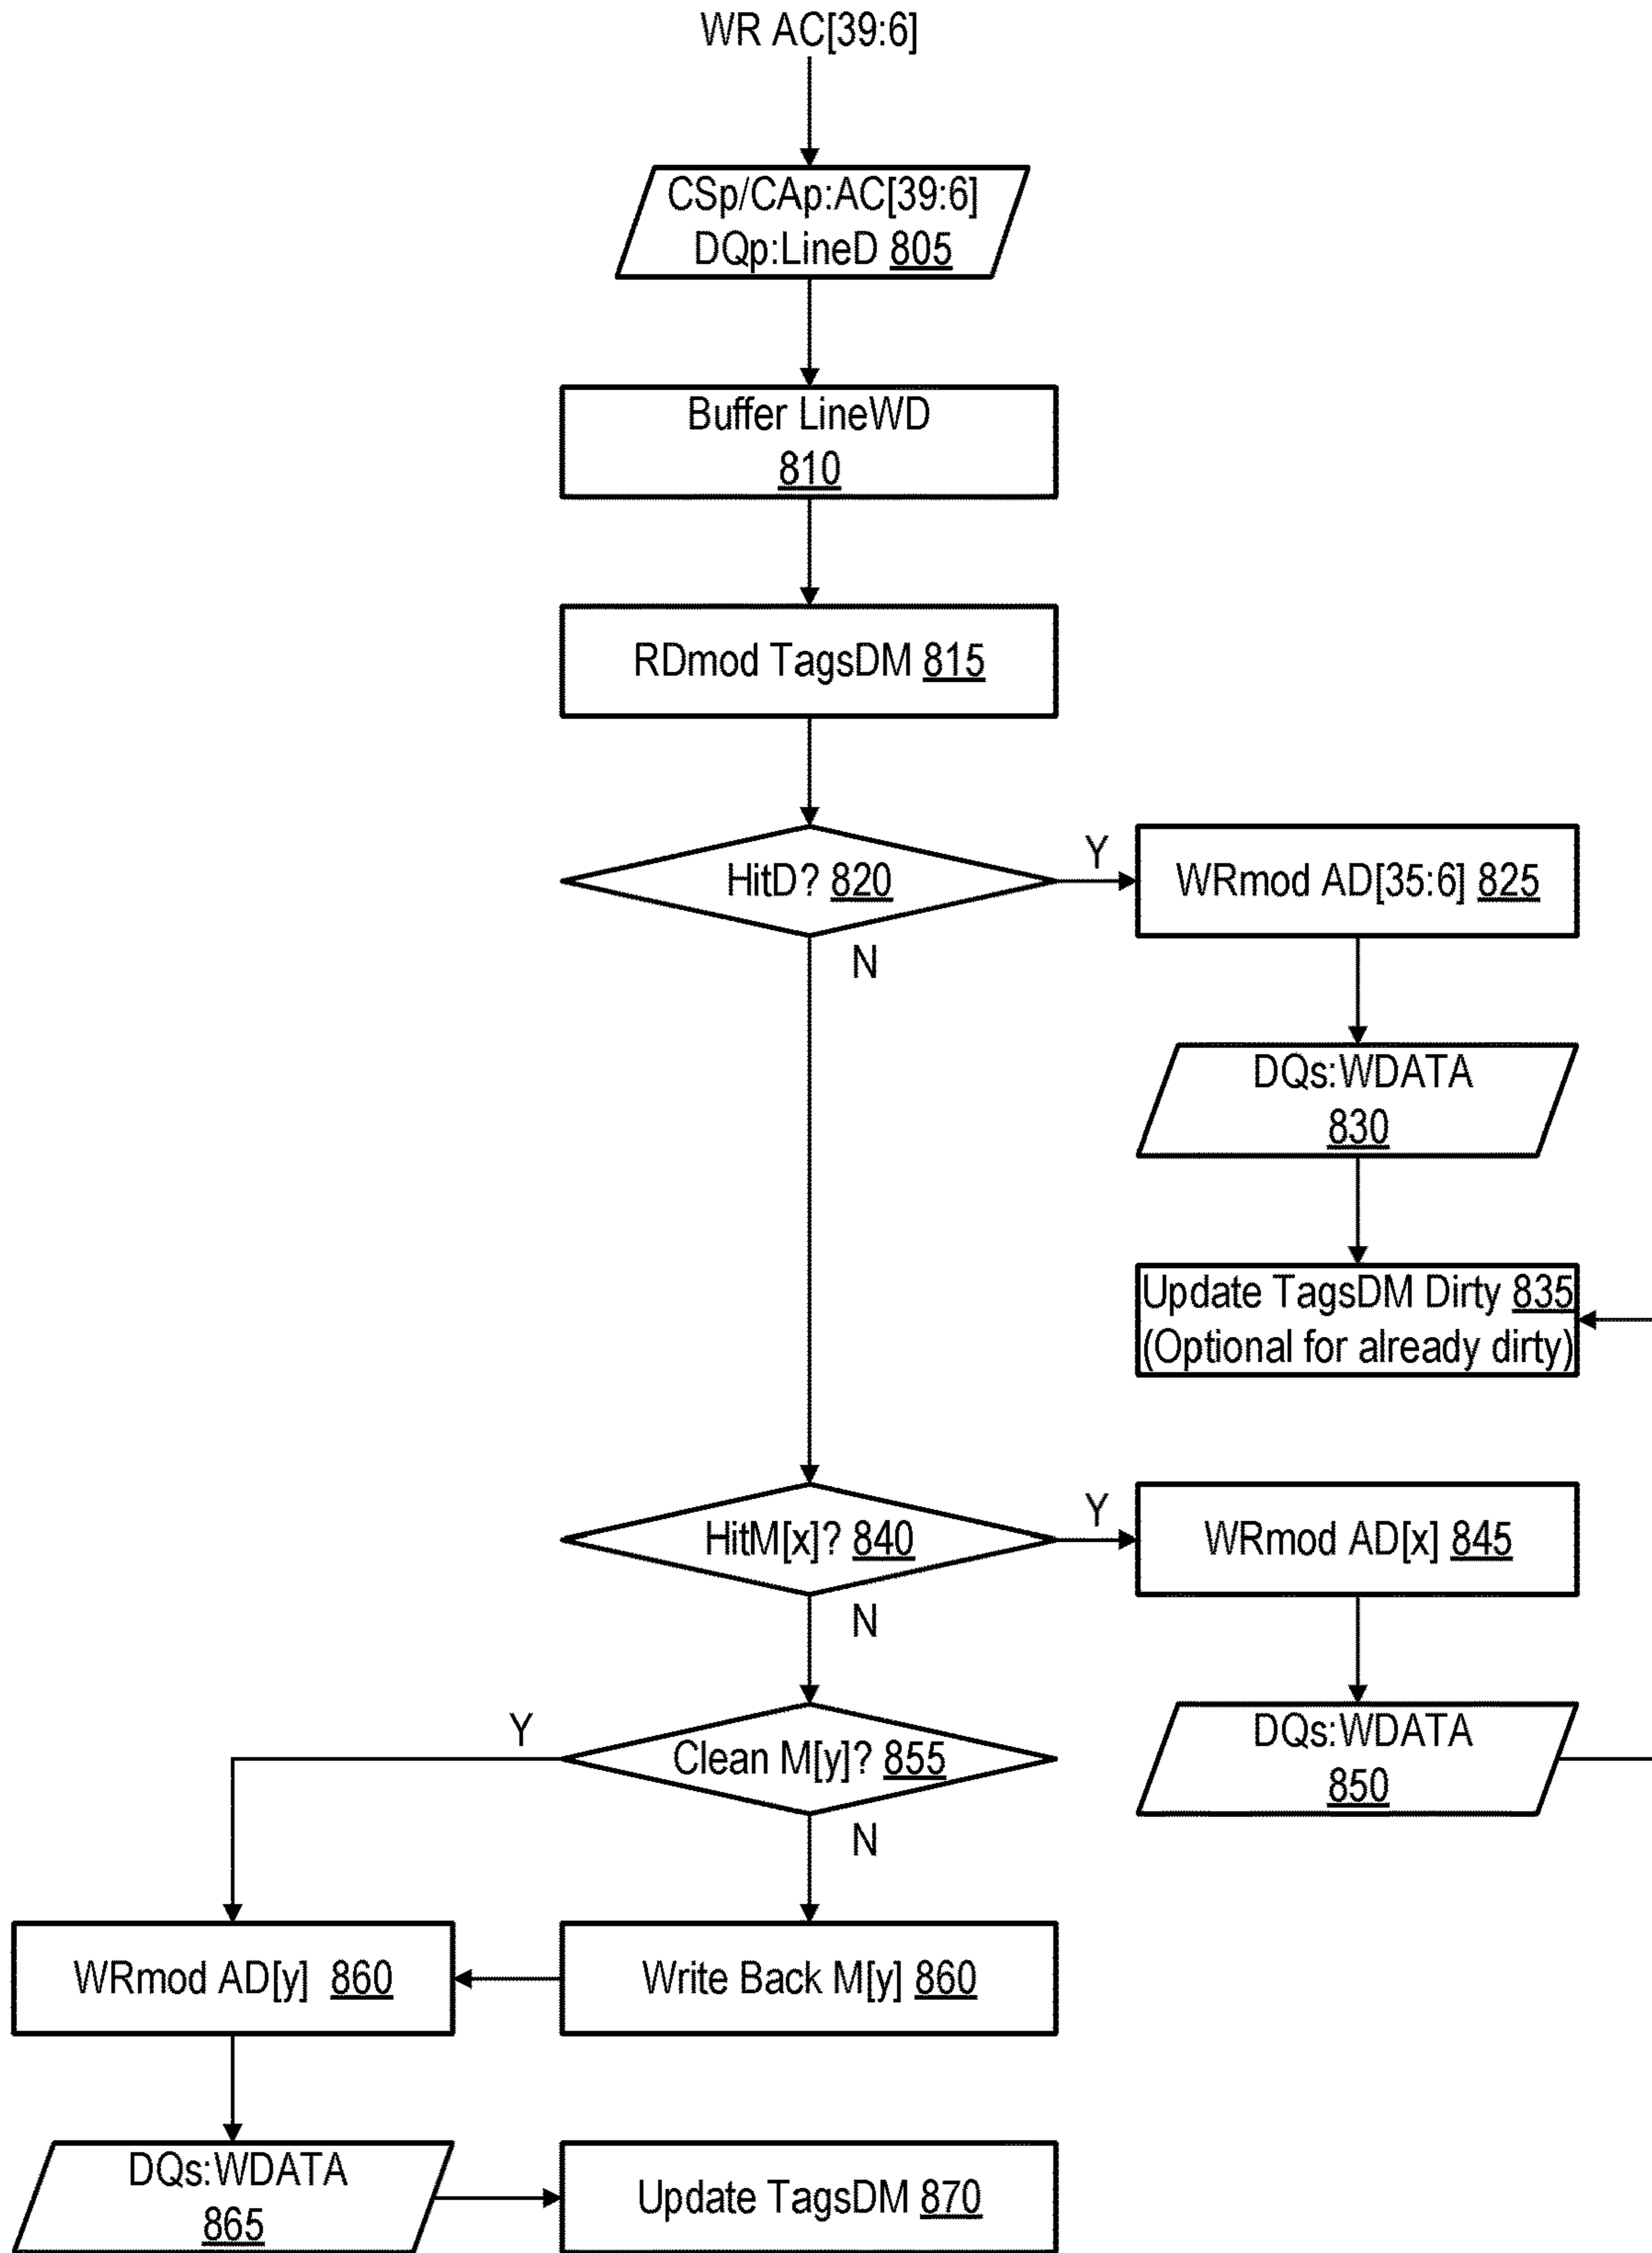 WR AC[39:6]
CSp/CAp:AC[39:6]
DQp:LineD 805
Buffer LineWD
810
RDmod TagsDM 815
HitD? 820
Y
N
WRmod AD[35:6] 825
DQs:WDATA
830
Update TagsDM Dirty 835
(Optional for already dirty)
HitM[x]? 840
Y
N
WRmod AD[x] 845
DQs:WDATA
850
Clean M[y]? 855
Y
N
WRmod AD[y] 860
Write Back M[y] 860
DQs:WDATA
865
Update TagsDM 870